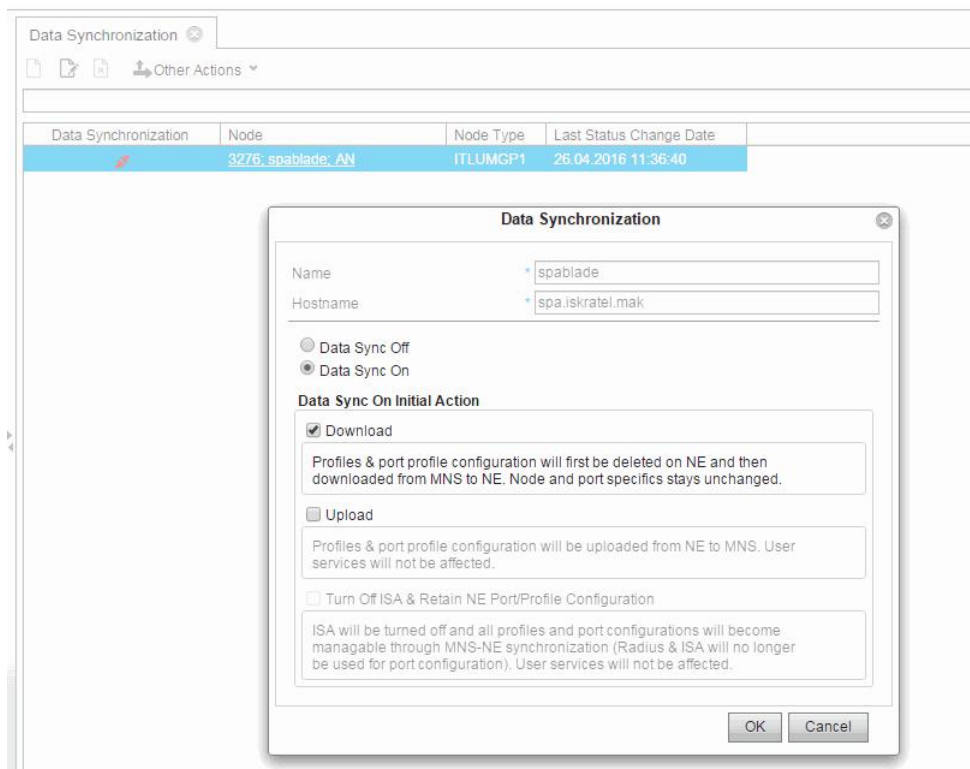 Data Synchronization
Other Actions
Data Synchronization Node Node Type Last Status Change Date
3276; spablade; AN ITLUMGP1 26.04.2016 11:36:40
Data Synchronization
Name * spablade
Hostname * spa.iskratel.mak
Data Sync Off
Data Sync On
Data Sync On Initial Action
Download
Profiles & port profile configuration will first be deleted on NE and then
downloaded from MNS to NE. Node and port specifics stays unchanged.
Upload
Profiles & port profile configuration will be uploaded from NE to MNS. User
services will not be affected.
Turn Off ISA & Retain NE Port/Profile Configuration
ISA will be turned off and all profiles and port configurations will become
managable through MNS-NE synchronization (Radius & ISA will no longer
be used for port configuration). User services will not be affected.
OK Cancel